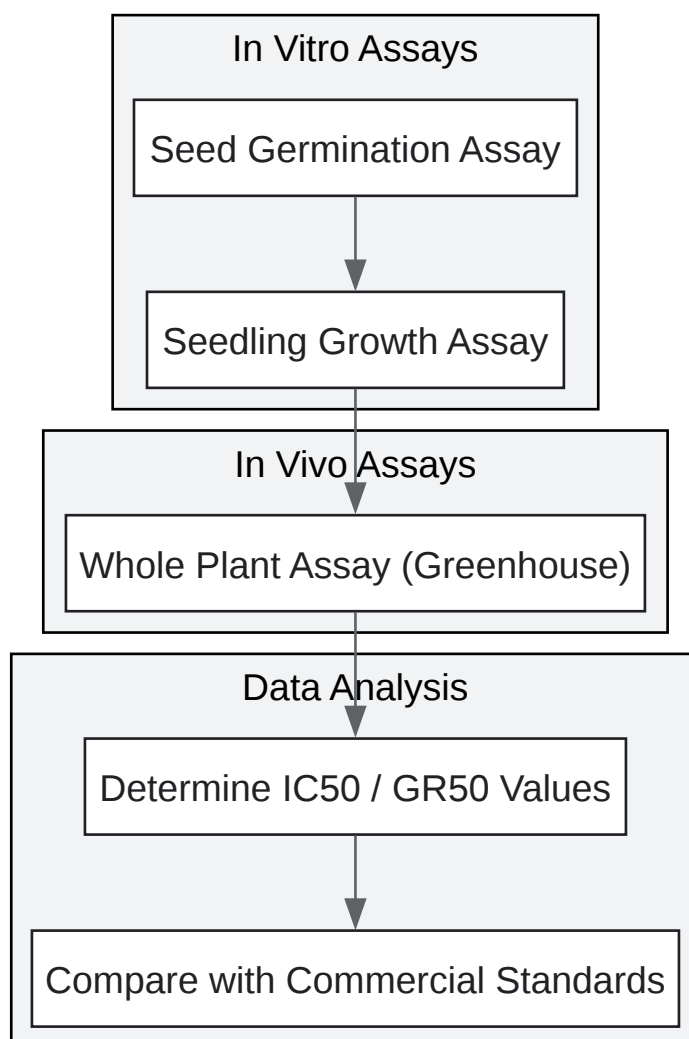 In Vitro Assays
Seed Germination Assay
Seedling Growth Assay
In Vivo Assays
Whole Plant Assay (Greenhouse)
Data Analysis
Determine IC50 / GR50 Values
Compare with Commercial Standards